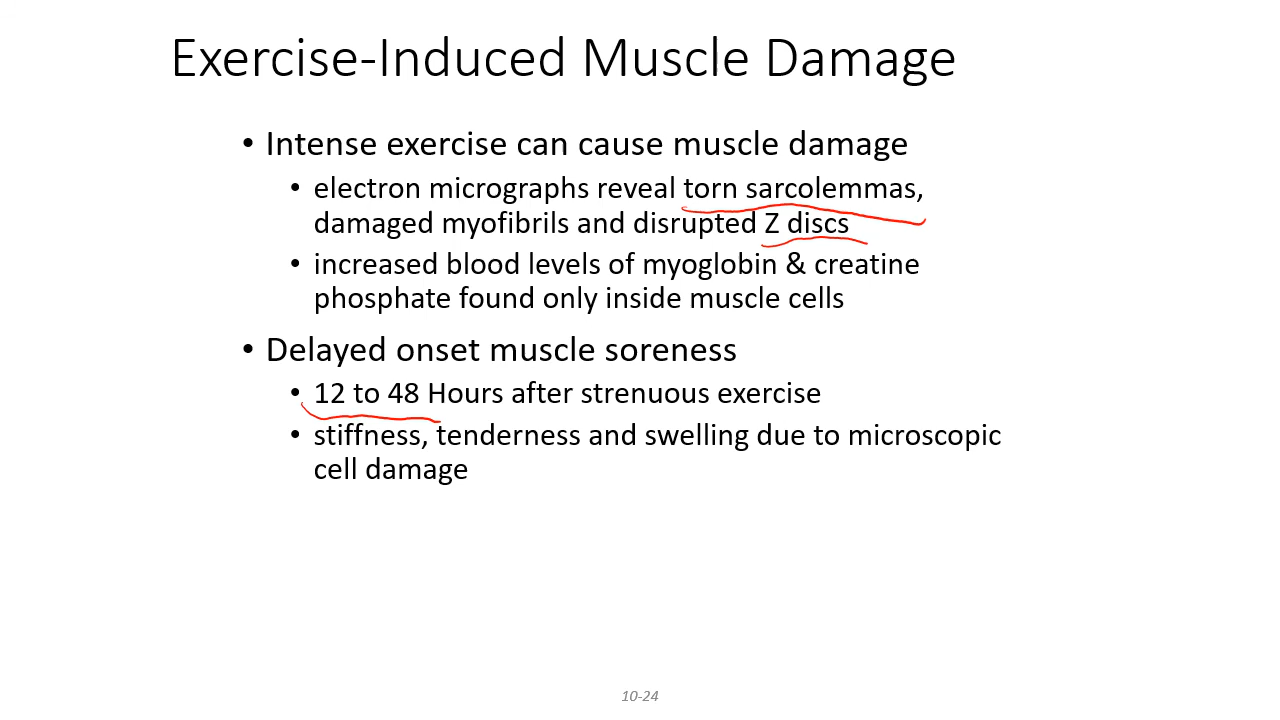 Exercise-Induced Muscle Damage
• Intense exercise can cause muscle damage
• electron micrographs reveal torn sarcolemmas,
damaged myofibrils and disrupted Z discs
• increased blood levels of myoglobin & creatine
phosphate found only inside muscle cells
• Delayed onset muscle soreness
• 12 to 48 Hours after strenuous exercise
• stiffness, tenderness and swelling due to microscopic
cell damage
10-24